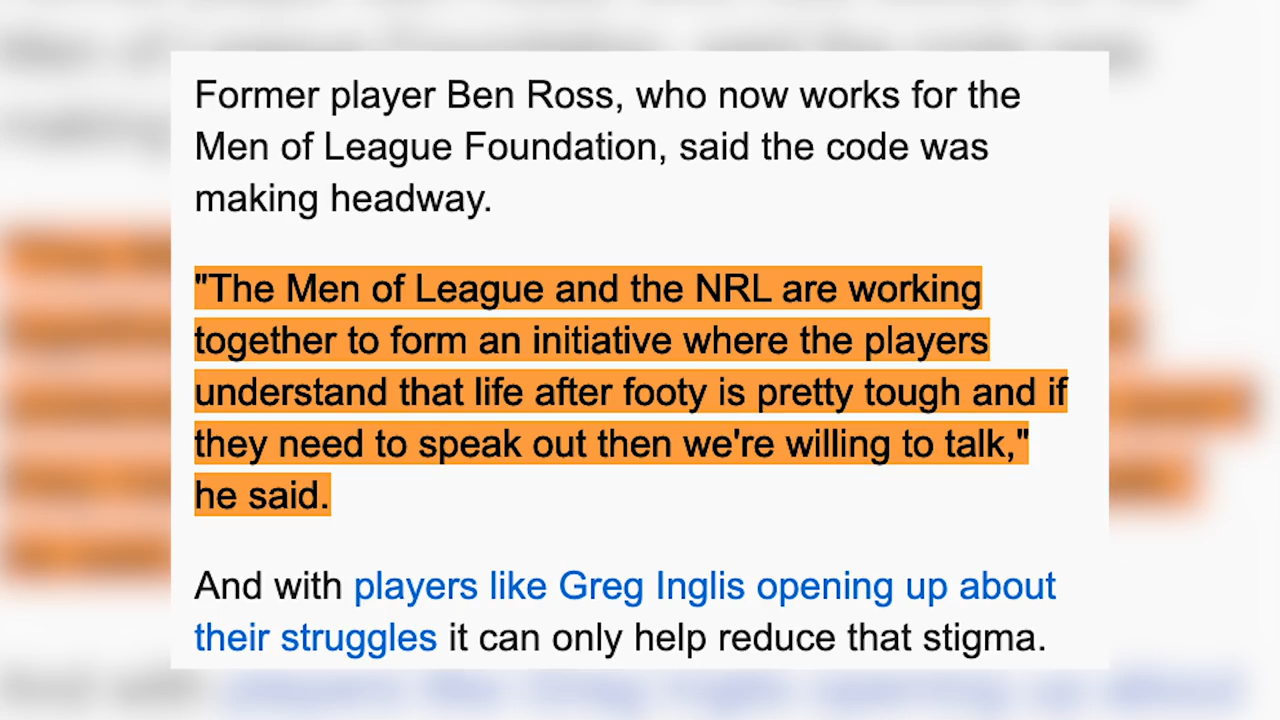 Former player Ben Ross, who now works for the
Men of League Foundation, said the code was
making headway.
"The Men of League and the NRL are working
together to form an initiative where the players
understand that life after footy is pretty tough and if
they need to speak out then we're willing to talk,"
he said.
And with players like Greg Inglis opening up about
their struggles it can only help reduce that stigma.